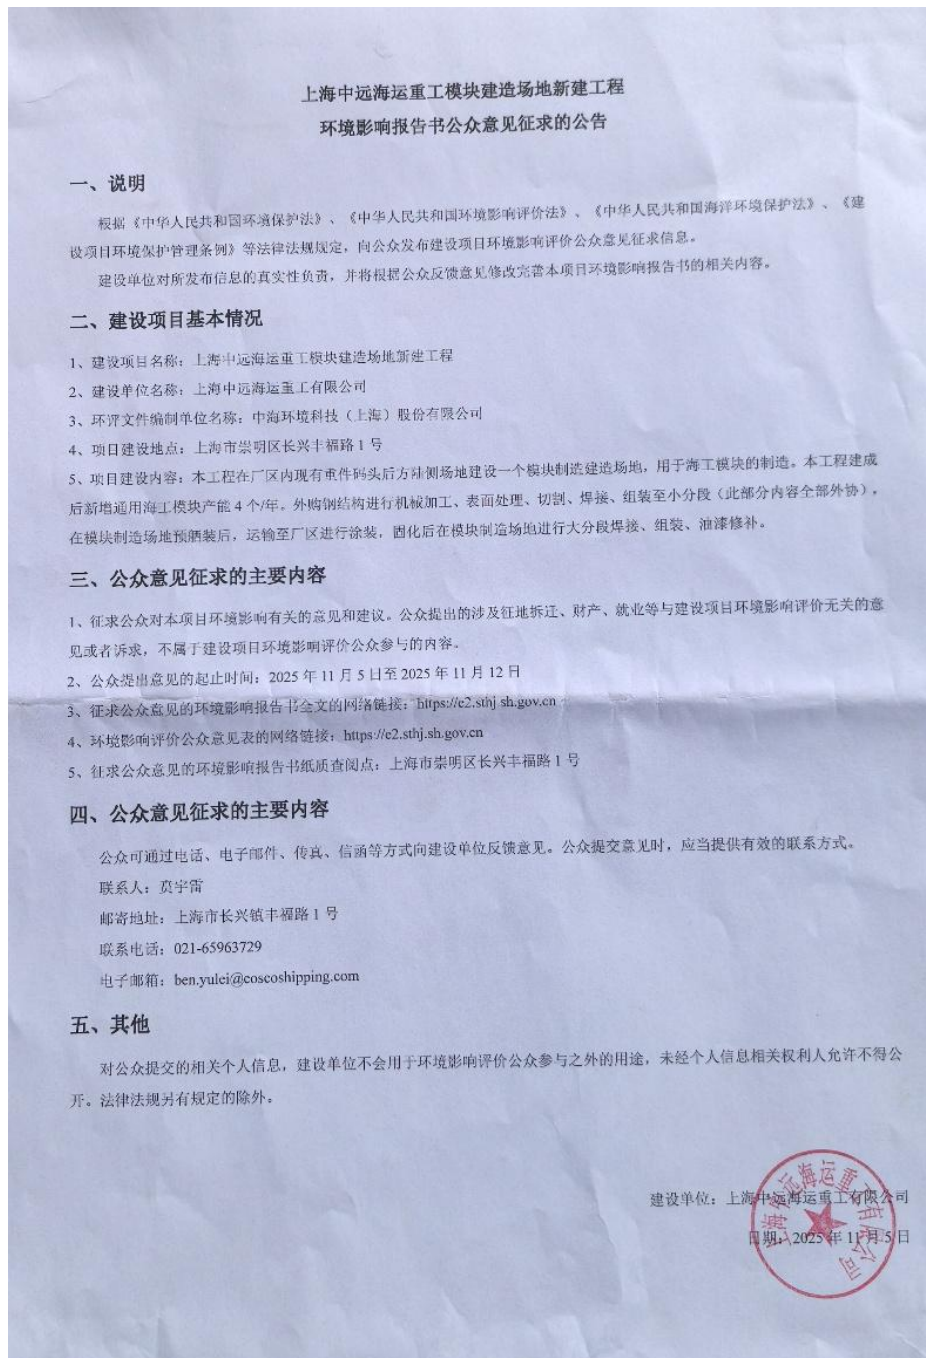 上海中远海运重工模块建造场地新建工程
环境影响报告书公众意见征求的公告
一、说明
根据《中华人民共和国环境保护法》、《中华人民共和国环境影响评价法》、《中华人民共和国海洋环境保护法》、《建
设项目环境保护管理条例》等法律法规规定，向公众发布建设项目环境影响评价公众意见征求信息。
建设单位对所发布信息的真实性负责，并将根据公众反馈意见修改完善本项目环境影响报告书的相关内容。
二、建设项目基本情况
1、建设项目名称：上海中远海运重工模块建造场地新建工程
2、建设单位名称：上海中远海运重工有限公司
3、环评文件编制单位名称：中海环境科技（上海）股份有限公司
4、项目建设地点：上海市崇明区长兴丰福路1号
5、项目建设内容：本工程在厂区内现有重件码头后方陆侧场地建设一个模块制造建造场地，用于海工模块的制造。本工程建成
后新增通用海工模块产能4个/年。外购钢结构进行机械加工、表面处理、切割、焊接、组装至小分段（此部分内容全部外协），
在模块制造场地预舾装后，运输至厂区进行涂装，固化后在模块制造场地进行大分段焊接、组装、油漆修补。
三、公众意见征求的主要内容
1、征求公众对本项目环境影响有关的意见和建议。公众提出的涉及征地拆迁、财产、就业等与建设项目环境影响评价无关的意
见或者诉求，不属于建设项目环境影响评价公众参与的内容。
2、公众提出意见的起止时间：2025年11月5日至2025年11月12日
3、征求公众意见的环境影响报告书全文的网络链接：https://e2.sthj.sh.gov.cn
4、环境影响评价公众意见表的网络链接：https://e2.sthj.sh.gov.cn
5、征求公众意见的环境影响报告书纸质查阅点：上海市崇明区长兴丰福路1号
四、公众意见征求的主要内容
公众可通过电话、电子邮件、传真、信函等方式向建设单位反馈意见。公众提交意见时，应当提供有效的联系方式。
联系人：贲宇雷
邮寄地址：上海市长兴镇丰福路1号
联系电话：021-65963729
电子邮箱：ben.yulei@coscoshipping.com
五、其他
对公众提交的相关个人信息，建设单位不会用于环境影响评价公众参与之外的用途，未经个人信息相关权利人允许不得公
开。法律法规另有规定的除外。
建设单位：上海中远海运重工有限公司
日期：2025年11月5日
上海中远海运重工有限公司